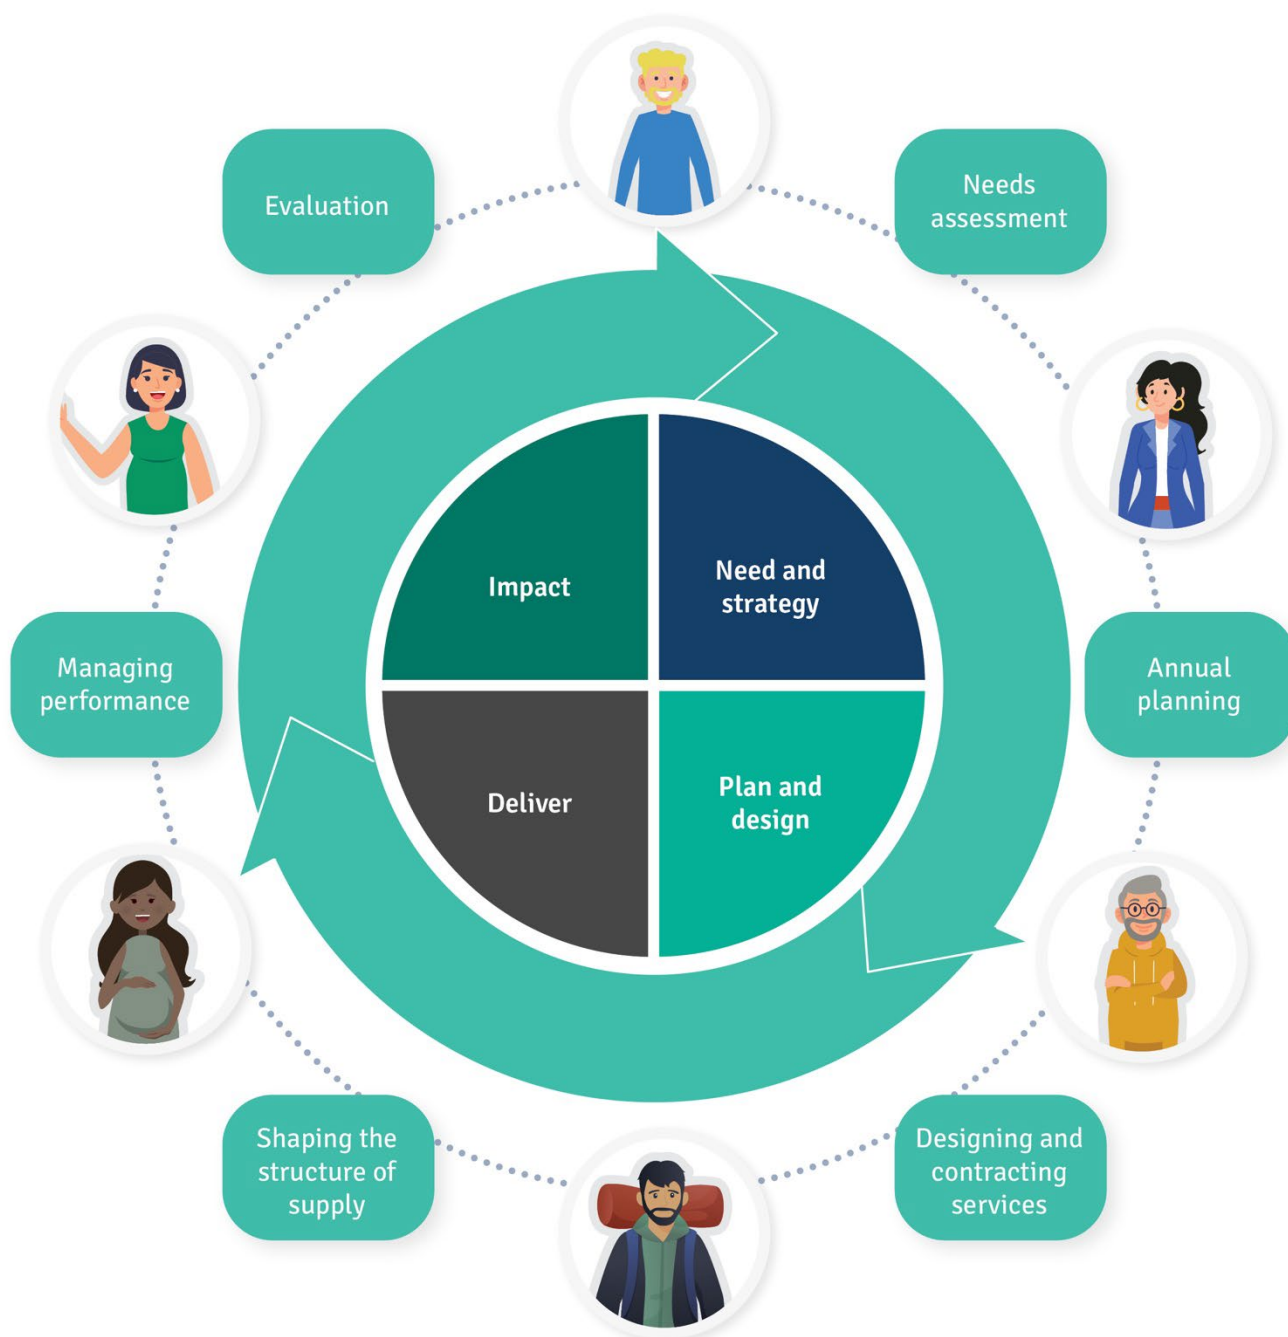 Evaluation
Needs
assessment
Impact
Need and
strategy
Managing
performance
Annual
planning
Deliver
Plan and
design
Shaping the
structure of
supply
Designing and
contracting
services